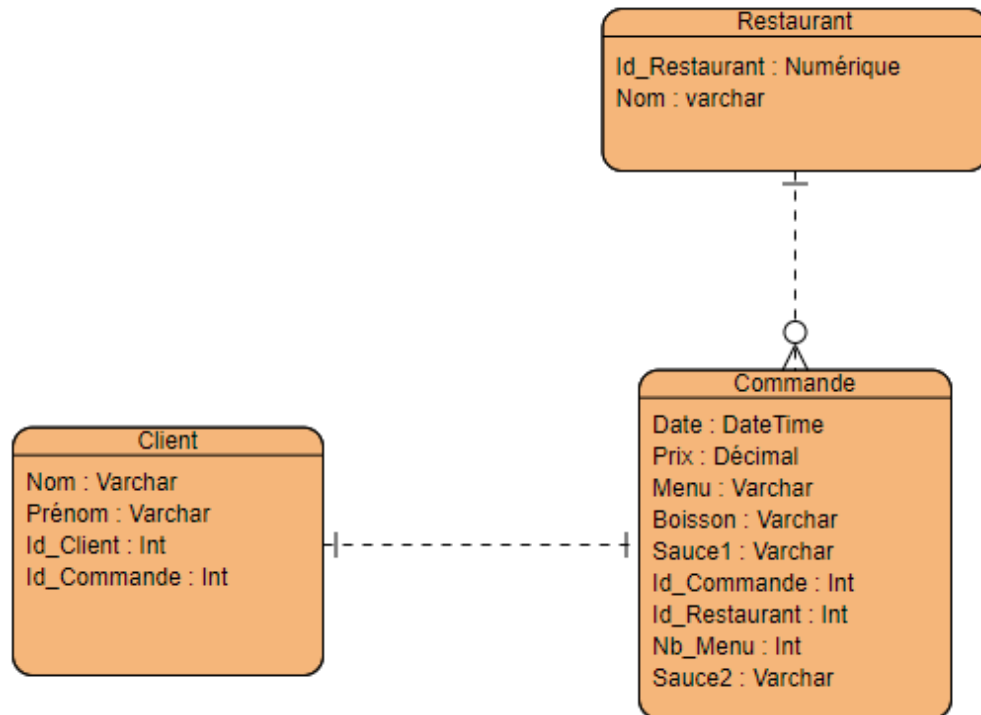 Restaurant
Id_Restaurant : Numérique
Nom : varchar
Client
Nom : Varchar
Prénom : Varchar
Id_Client : Int
Id_Commande : Int
Commande
Date : DateTime
Prix : Décimal
Menu : Varchar
Boisson : Varchar
Sauce1 : Varchar
Id_Commande : Int
Id_Restaurant : Int
Nb_Menu : Int
Sauce2 : Varchar